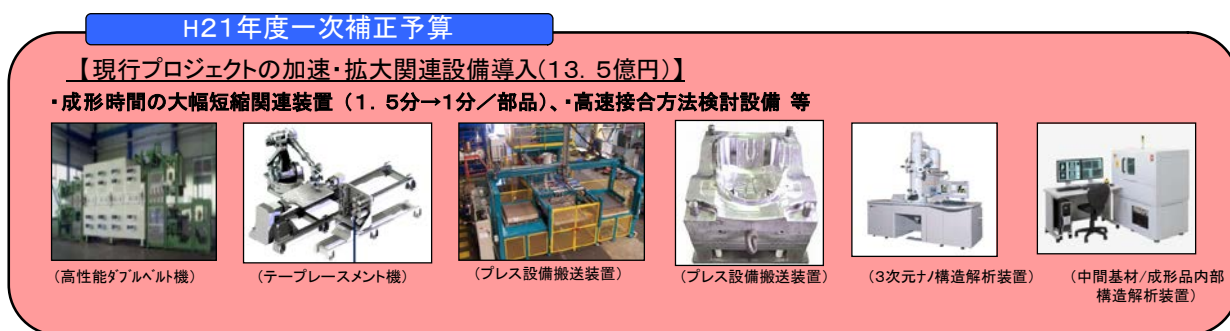 H21年度一次補正予算
【現行プロジェクトの加速・拡大関連設備導入(13．5億円)】
・成形時間の大幅短縮関連装置（1．5分→1分／部品）、・高速接合方法検討設備 等
（高性能ﾀﾞﾌﾞﾙﾍﾞﾙﾄ機）
（テープレースメント機）
（プレス設備搬送装置）
（プレス設備搬送装置）
（3次元ナノ構造解析装置）
（中間基材/成形品内部
構造解析装置）